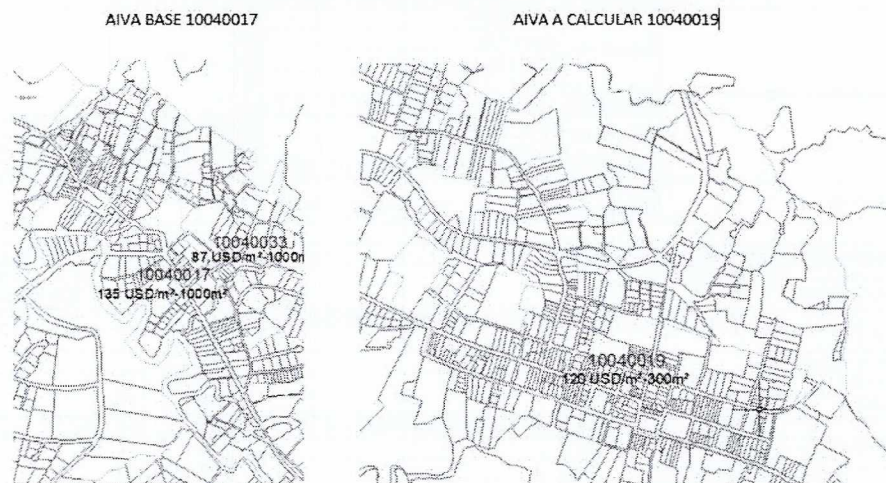 AIVA BASE 10040017
AIVA A CALCULAR 10040019
10040033
87 USD/m²-1000m
10040017
135 USD/m²-1000m²
10040019
120 USD/m²-300m²